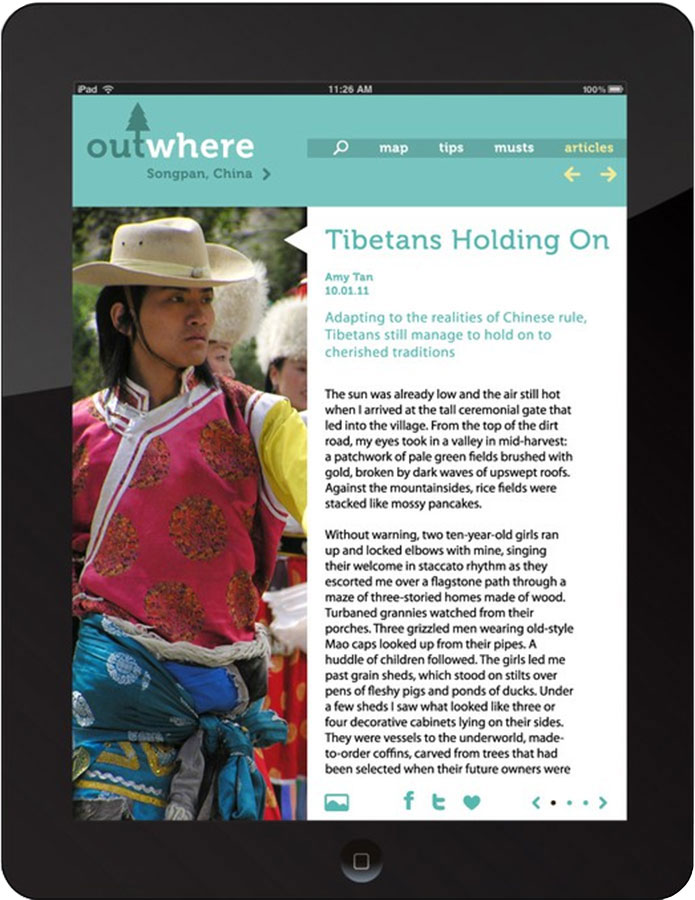 iPad
11:26 AM
100%
outwhere
Songpan, China
map tips musts articles
Tibetans Holding On
Amy Tan
10.01.11
Adapting to the realities of Chinese rule,
Tibetans still manage to hold on to
cherished traditions
The sun was already low and the air still hot
when I arrived at the tall ceremonial gate that
led into the village. From the top of the dirt
road, my eyes took in a valley in mid-harvest:
a patchwork of pale green fields brushed with
gold, broken by dark waves of upswept roofs.
Against the mountainsides, rice fields were
stacked like mossy pancakes.
Without warning, two ten-year-old girls ran
up and locked elbows with mine, singing
their welcome in staccato rhythm as they
escorted me over a flagstone path through a
maze of three-storied homes made of wood.
Turbaned grannies watched from their
porches. Three grizzled men wearing old-style
Mao caps looked up from their pipes. A
huddle of children followed. The girls led me
past grain sheds, which stood on stilts over
pens of fleshy pigs and ponds of ducks. Under
a few sheds I saw what looked like three or
four decorative cabinets lying on their sides.
They were vessels to the underworld, made-
to-order coffins, carved from trees that had
been selected when their future owners were